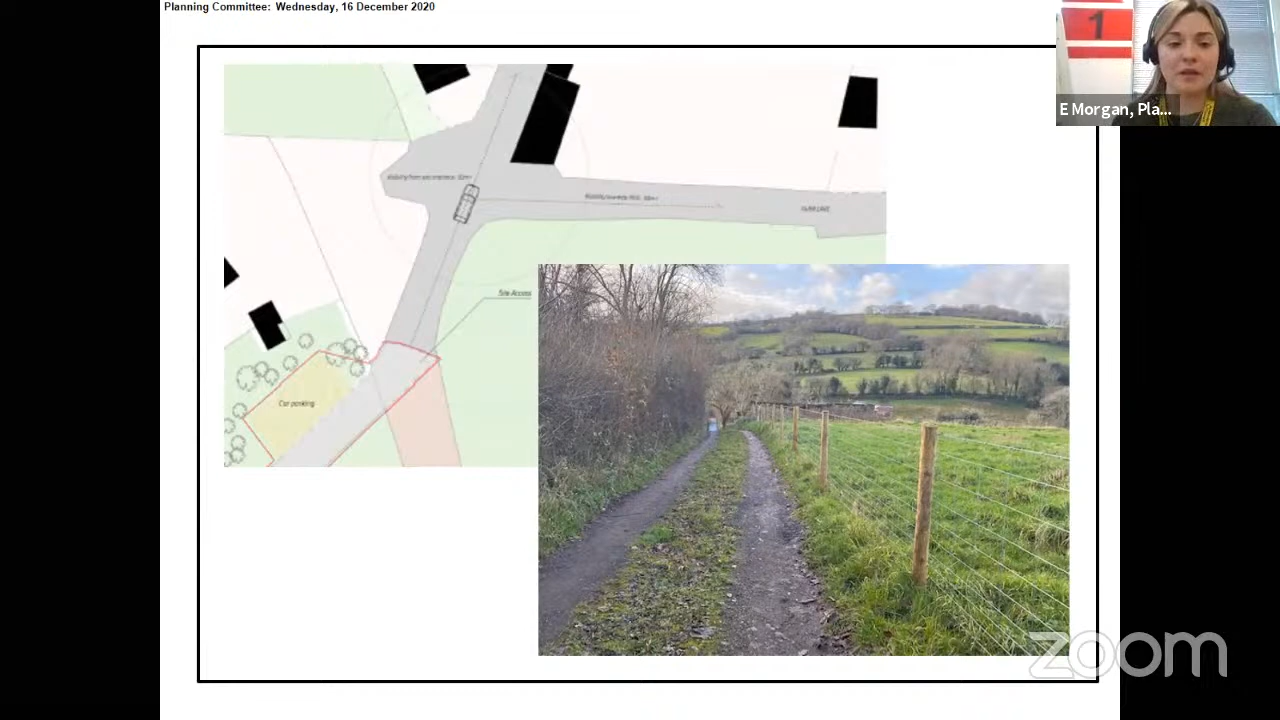 Planning Committee: Wednesday, 16 December 2020
1
E Morgan, Pla...
Site Access
Car parking
zoom